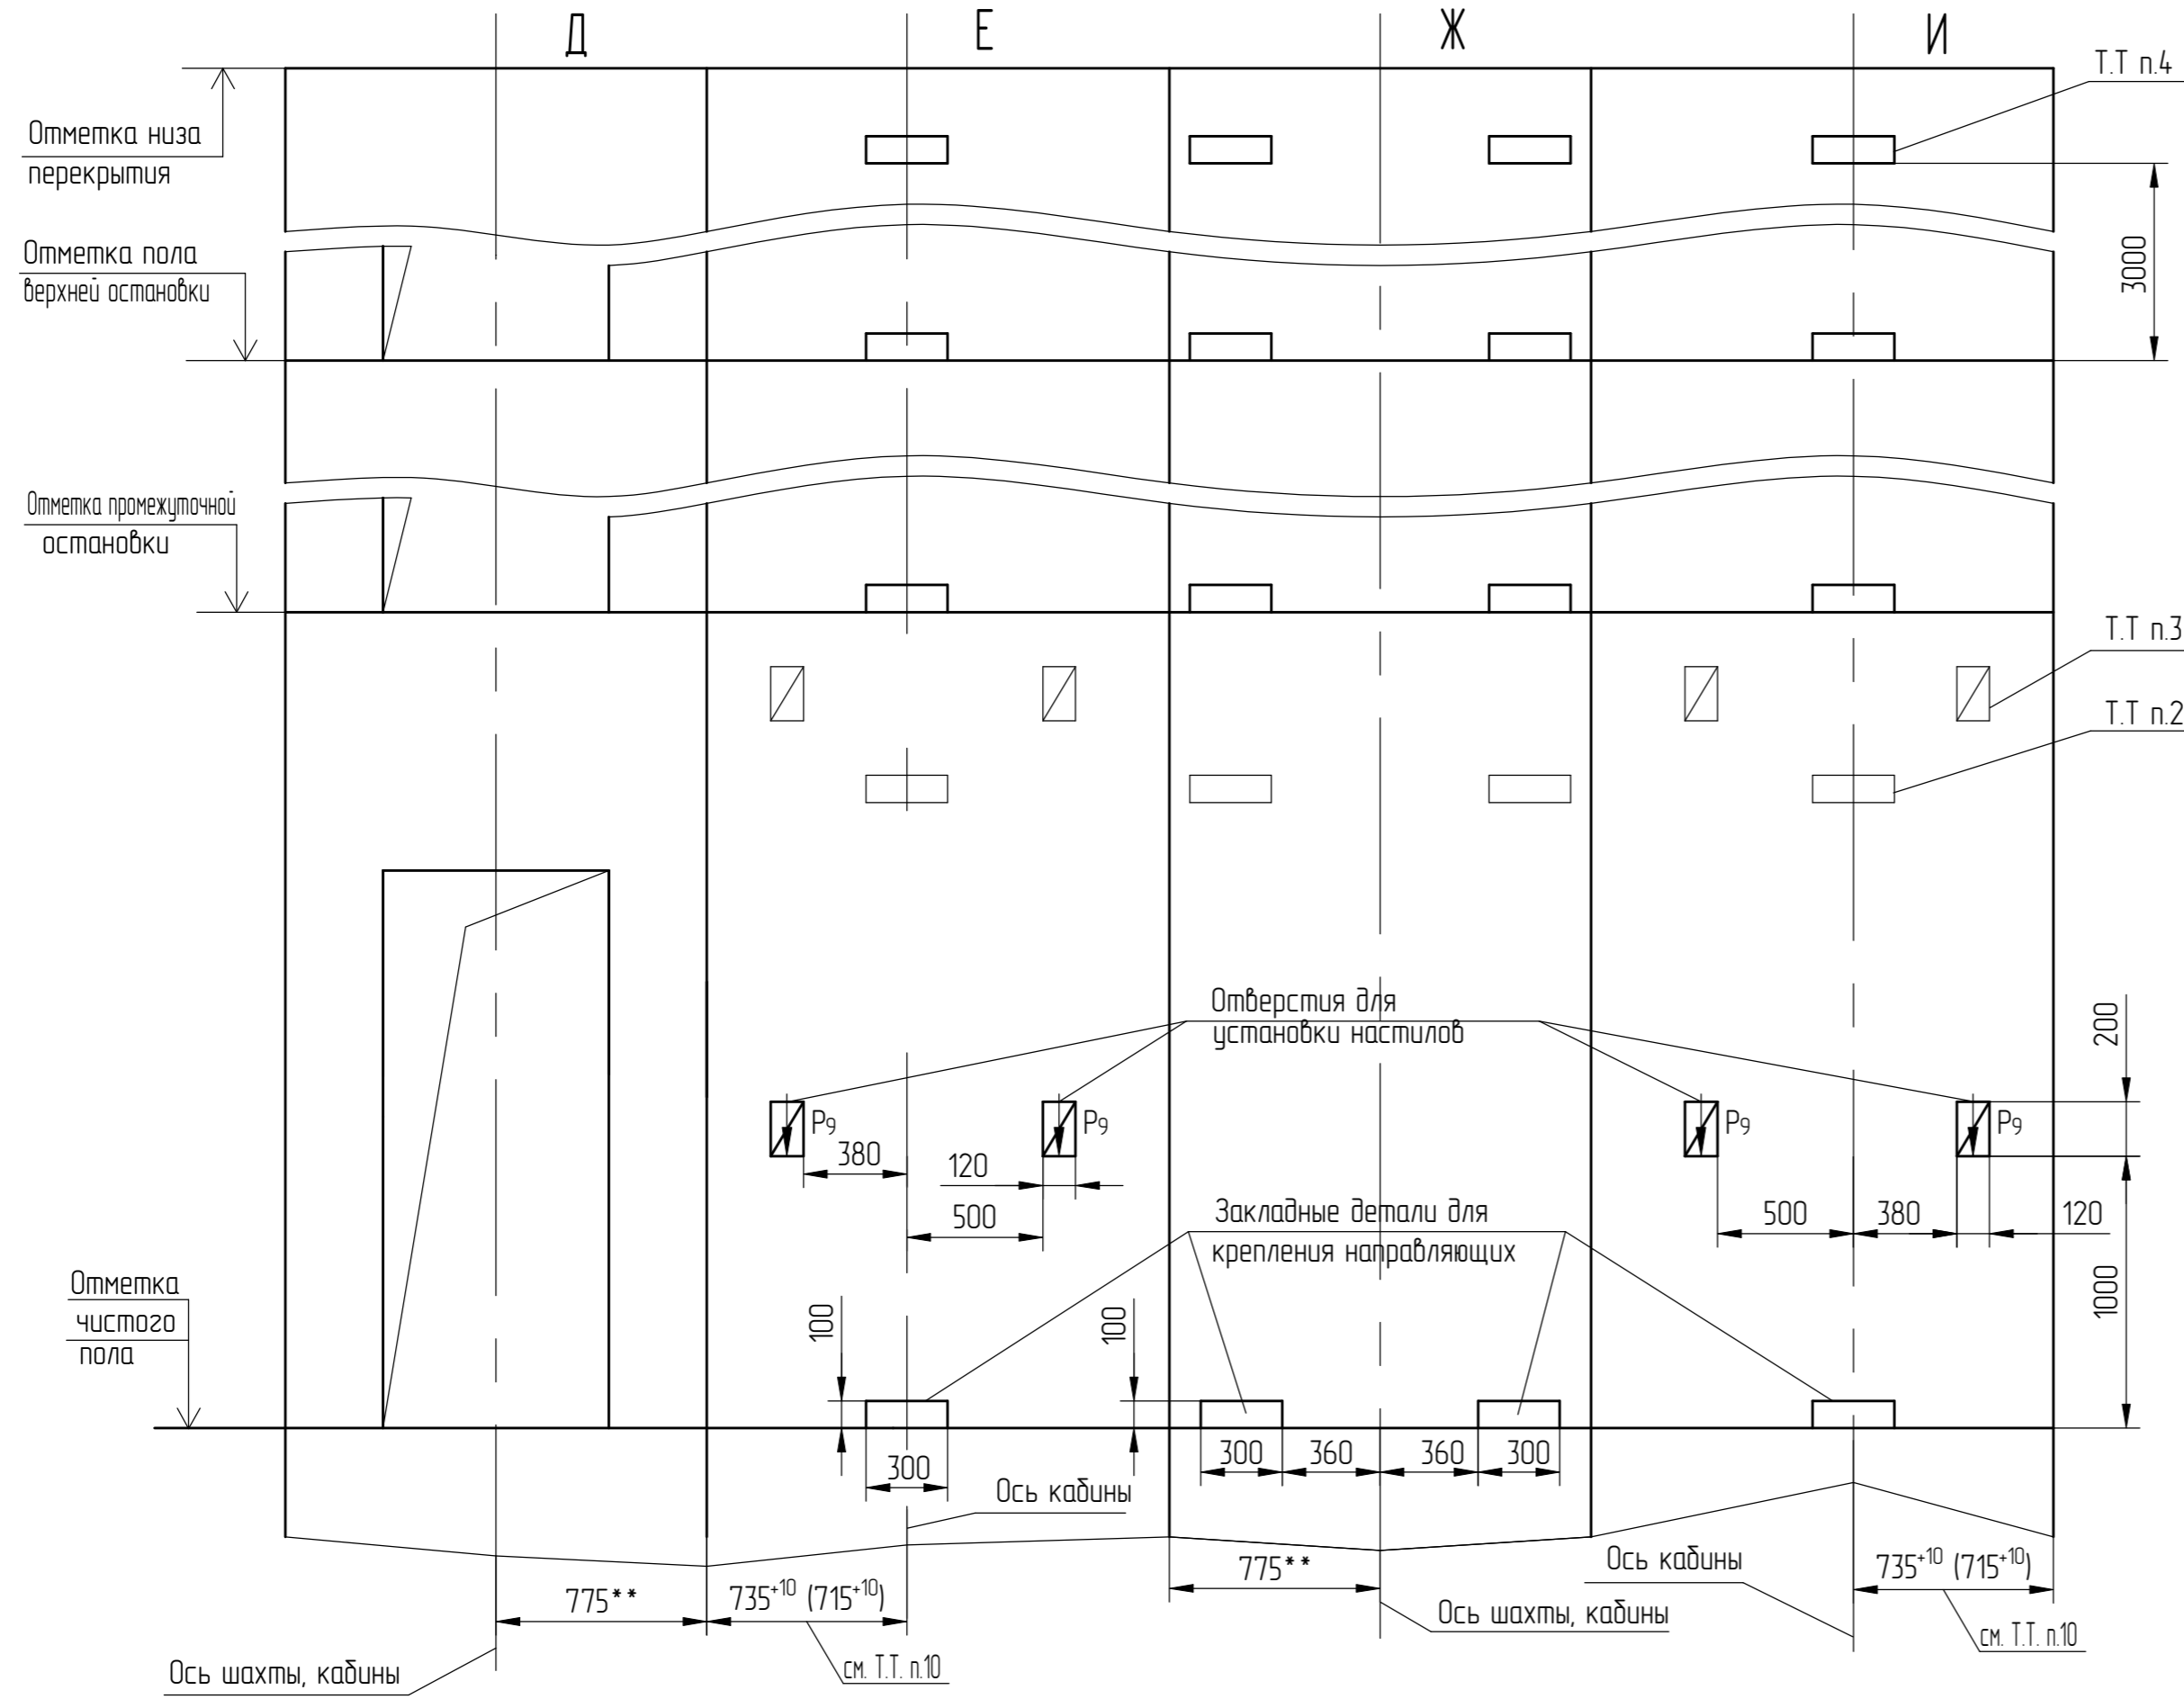 Д
Е
Ж
И
Т.Т п.4
Отметка низа
перекрытия
Отметка пола
верхней остановки
3000
Отметка промежуточной
остановки
Т.Т п.3
Т.Т п.2
Отверстия для
установки настилов
200
P9
P9
P9
P9
380
120
500
500
380
120
Закладные детали для
крепления направляющих
1000
Отметка
чистого
пола
100
100
300
300
360
360
300
Ось кабины
775**
735+10 (715+10)
775**
Ось кабины
735+10 (715+10)
Ось шахты, кабины
см. Т.Т. п.10
Ось шахты, кабины
см. Т.Т. п.10